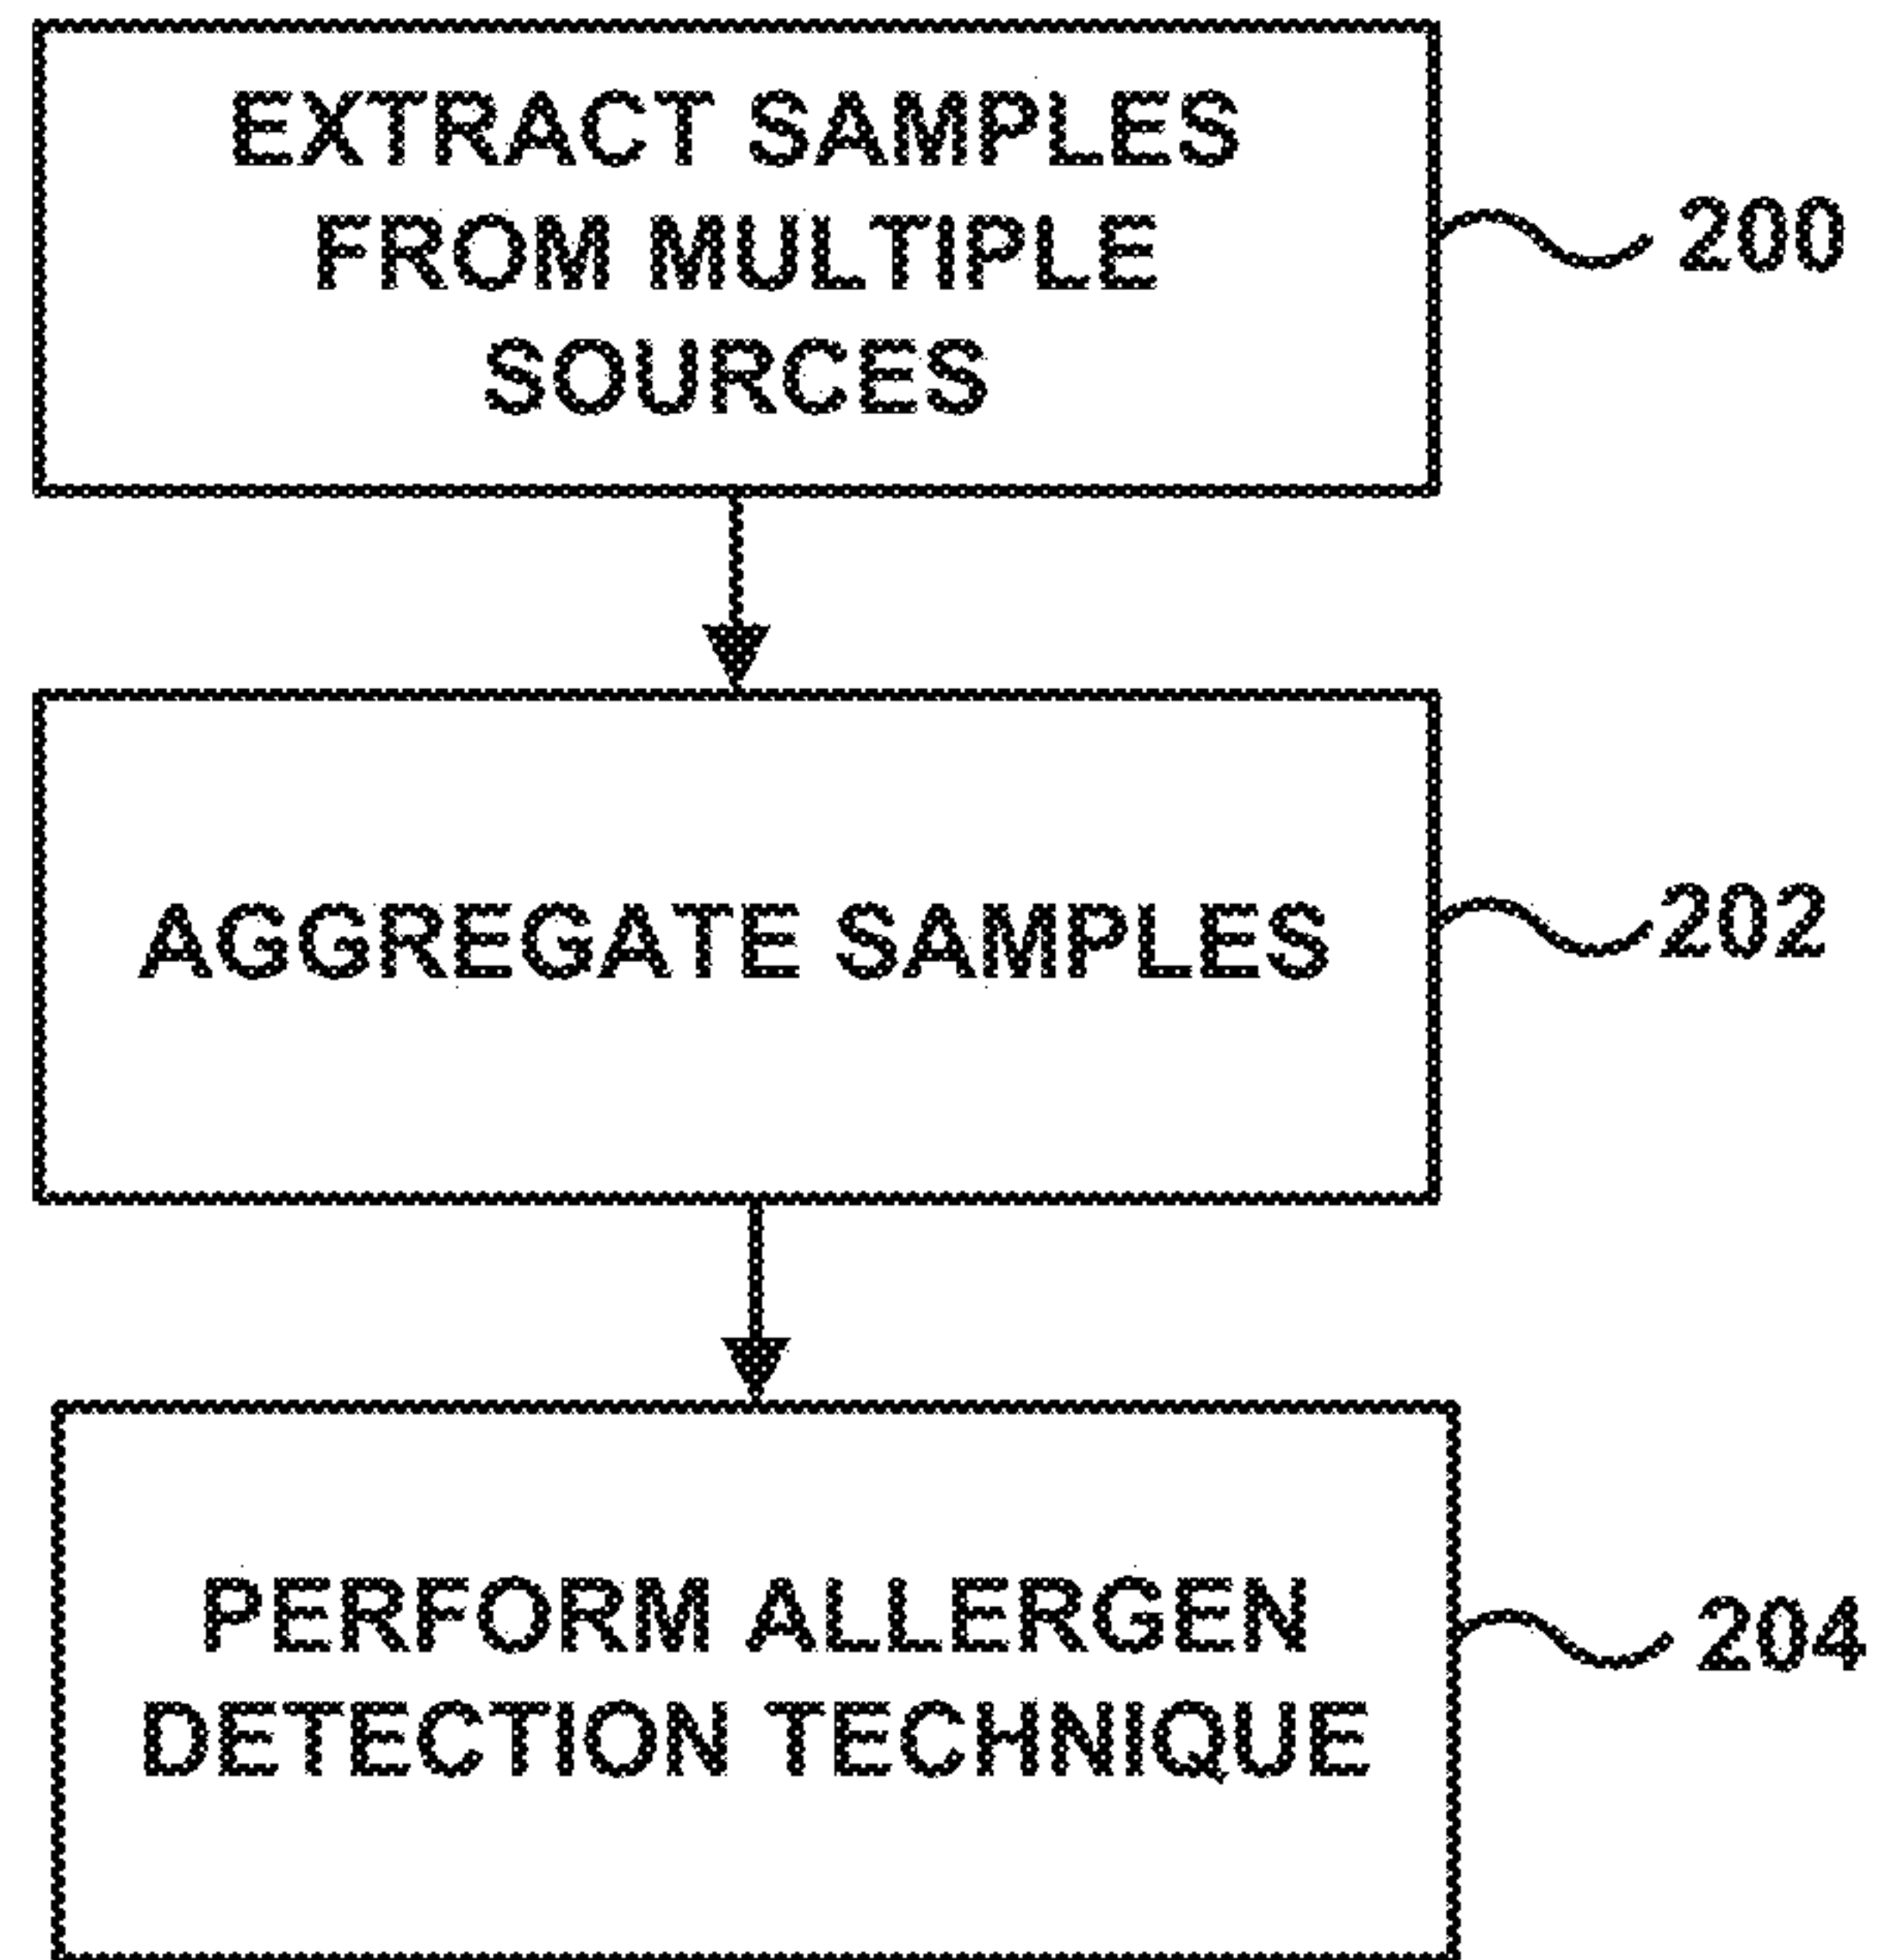 EXTRACT SAMPLES
FROM MULTIPLE
SOURCES
200
AGGREGATE SAMPLES
202
PERFORM ALLERGEN
DETECTION TECHNIQUE
204